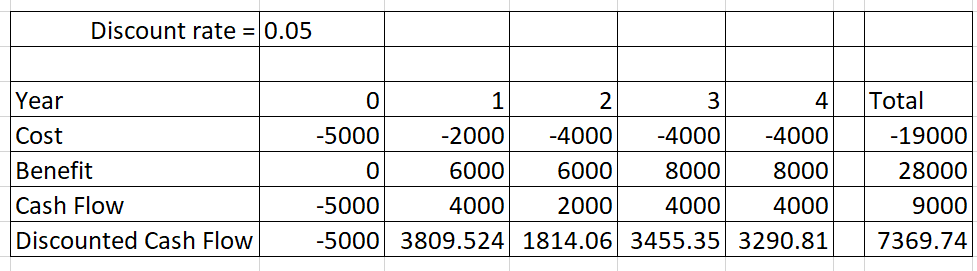 Discount rate = 0.05
Year 0 1 2 3 4 Total
Cost -5000 -2000 -4000 -4000 -4000 -19000
Benefit 0 6000 6000 8000 8000 28000
Cash Flow -5000 4000 2000 4000 4000 9000
Discounted Cash Flow -5000 3809.524 1814.06 3455.35 3290.81 7369.74